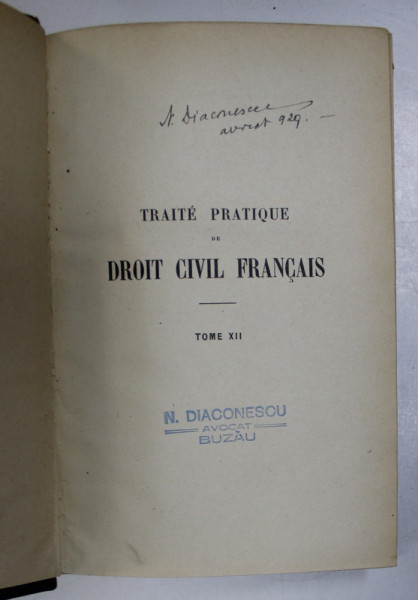 N. Diaconescu
avocat 929. —
TRAITÉ PRATIQUE
DE
DROIT CIVIL FRANÇAIS
TOME XII
N. DIACONESCU
AVOCAT
BUZĂU